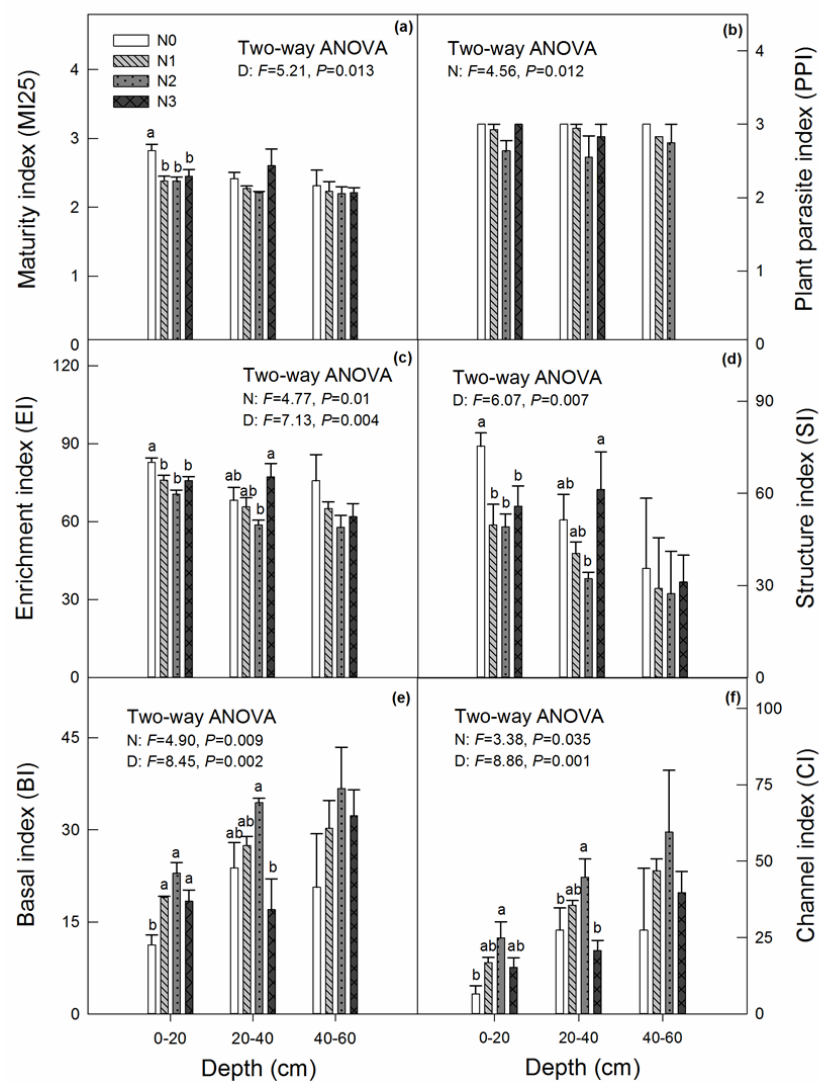 (a)
N0
N1
N2
N3
Two-way ANOVA
D: F=5.21, P=0.013
4
3
2
1
0
Maturity index (MI25)
a
b
b
b
(b)
Two-way ANOVA
N: F=4.56, P=0.012
4
3
2
1
0
Plant parasite index (PPI)
(c)
Two-way ANOVA
N: F=4.77, P=0.01
D: F=7.13, P=0.004
120
90
60
30
0
Enrichment index (EI)
a
b
b
b
ab
ab
b
a
(d)
Two-way ANOVA
D: F=6.07, P=0.007
90
60
30
0
Structure index (SI)
a
b
b
b
ab
ab
b
a
(e)
Two-way ANOVA
N: F=4.90, P=0.009
D: F=8.45, P=0.002
45
30
15
0
Basal index (BI)
b
a
a
a
ab
ab
a
b
0-20
20-40
40-60
Depth (cm)
(f)
Two-way ANOVA
N: F=3.38, P=0.035
D: F=8.86, P=0.001
100
75
50
25
0
Channel index (CI)
b
ab
a
ab
b
ab
a
b
0-20
20-40
40-60
Depth (cm)